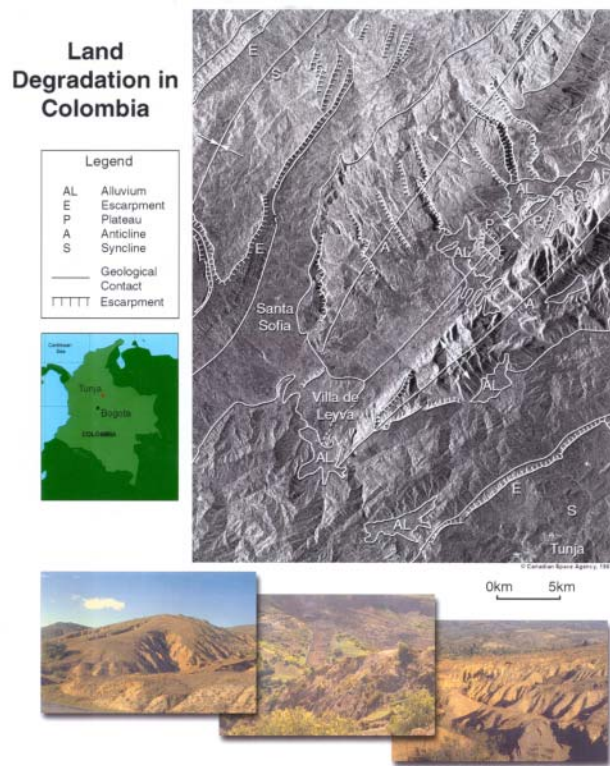 Land
Degradation in
Colombia
Legend
AL Alluvium
E Escarpment
P Plateau
A Anticline
S Syncline
Geological
Contact
Escarpment
Caribbean
Sea
Tunja
Bogota
COLOMBIA
E
S
E
A
AL
P
P
AL
A
Santa
Sofia
Villa de
Leyva
AL
P
AL
E
S
AL
Tunja
© Canadian Space Agency, 199
0km 5km